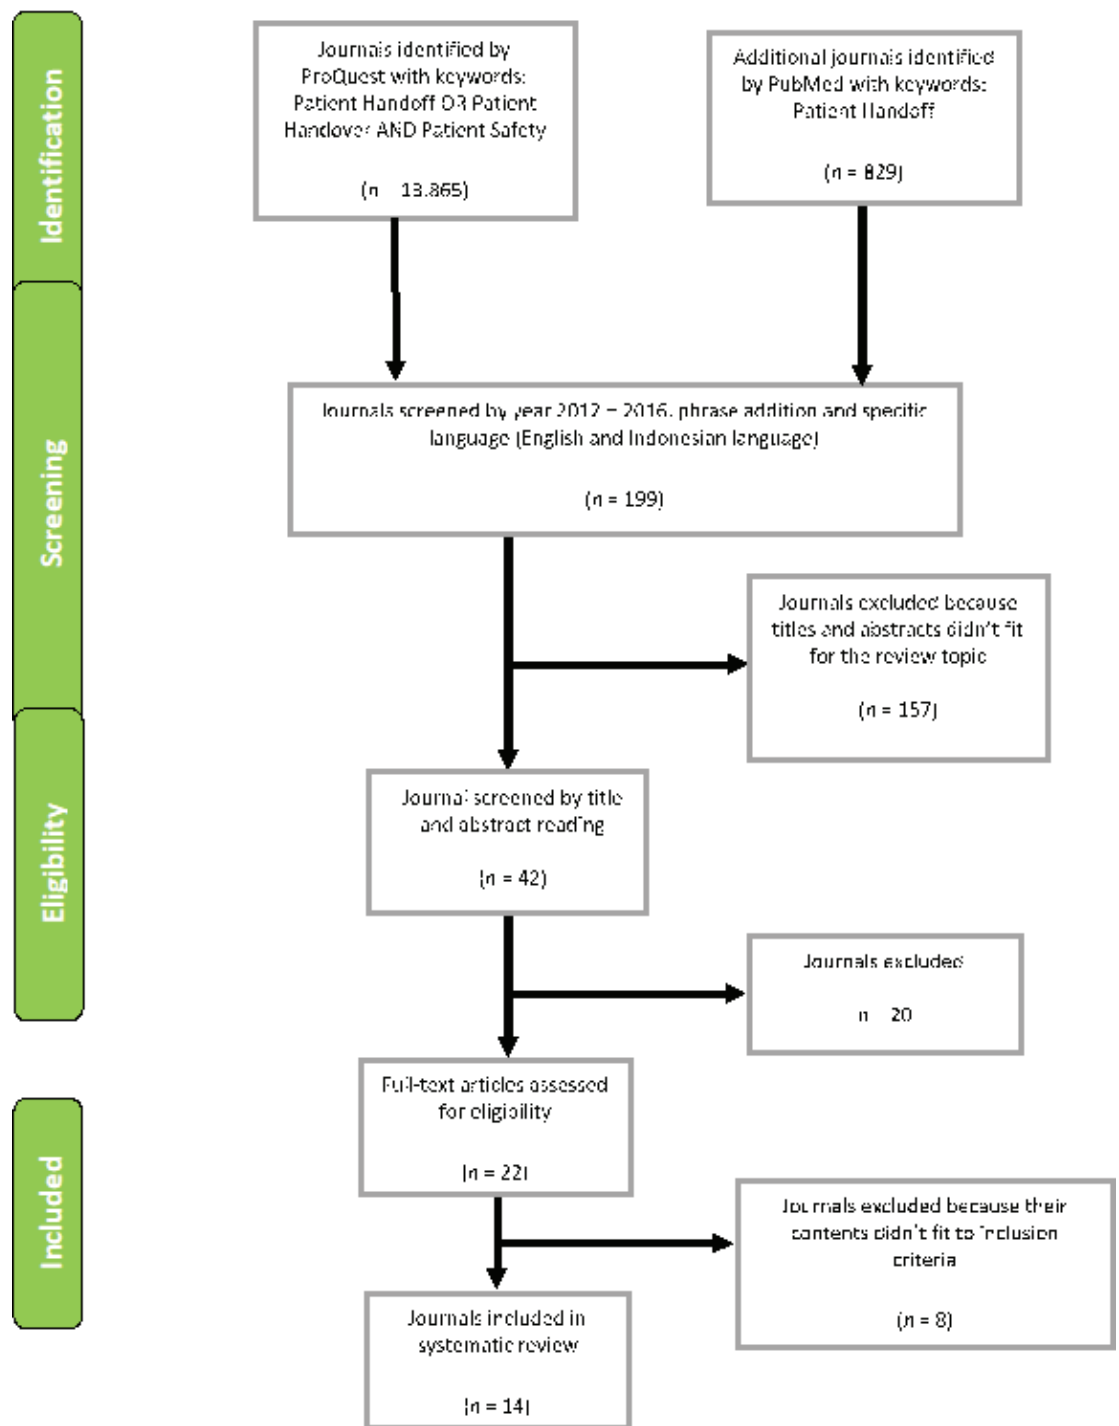 Identification
Journals identified by
ProQuest with keywords:
Patient Handoff OR Patient
Handover AND Patient Safety
(n = 13.865)
Additional journals identified
by PubMed with keywords:
Patient Handoff
(n = 829)
Screening
Journals screened by year 2012 – 2016, phrase addition and specific
language (English and Indonesian language)
(n = 199)
Journals excluded because
titles and abstracts didn't fit
for the review topic
(n = 157)
Eligibility
Journal screened by title
and abstract reading
(n = 42)
Journals excluded
n = 20
Full-text articles assessed
for eligibility
(n = 22)
Included
Journals excluded because their
contents didn't fit to inclusion
criteria
(n = 8)
Journals included in
systematic review
(n = 14)